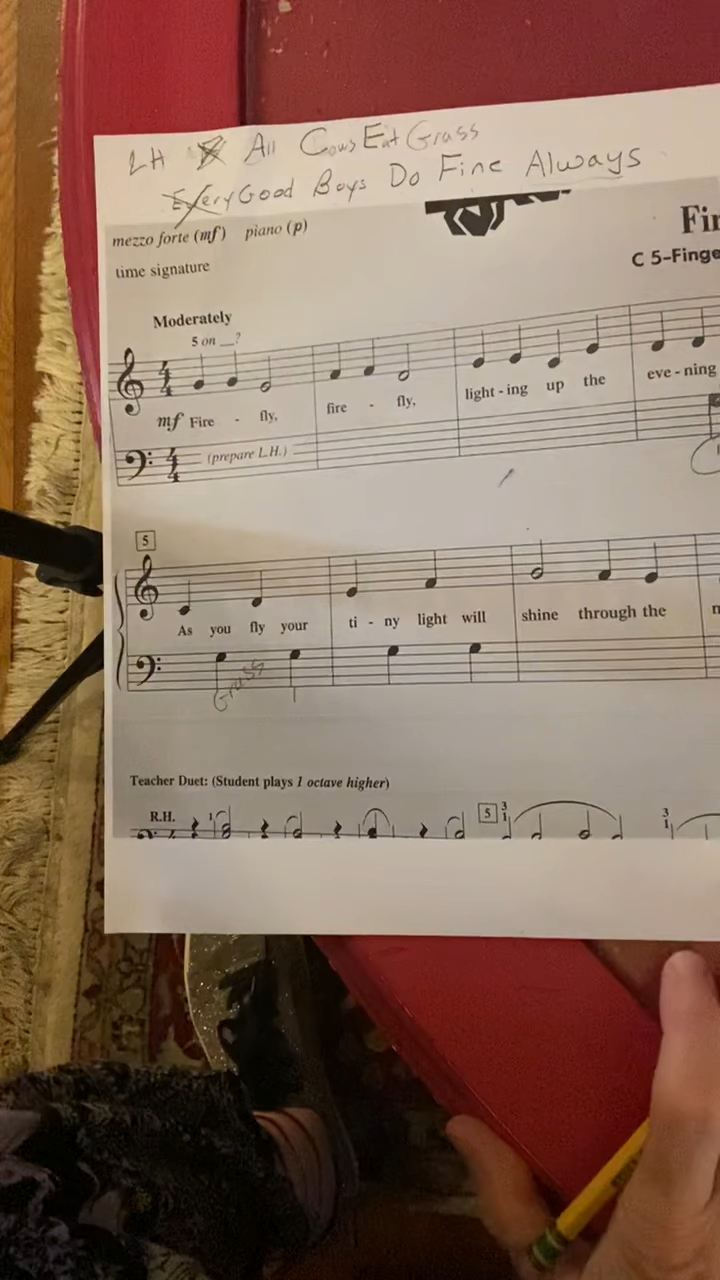 LH All Cows Eat Grass
Every Good Boys Do Fine Always
mezzo forte (mf) piano (p)
time signature
C 5-Finge
Moderately
5 on __?
mf Fire - fly, fire - fly, light - ing up the eve - ning
(prepare L.H.)
5
As you fly your ti - ny light will shine through the
Grass
Teacher Duet: (Student plays 1 octave higher)
R.H.
5